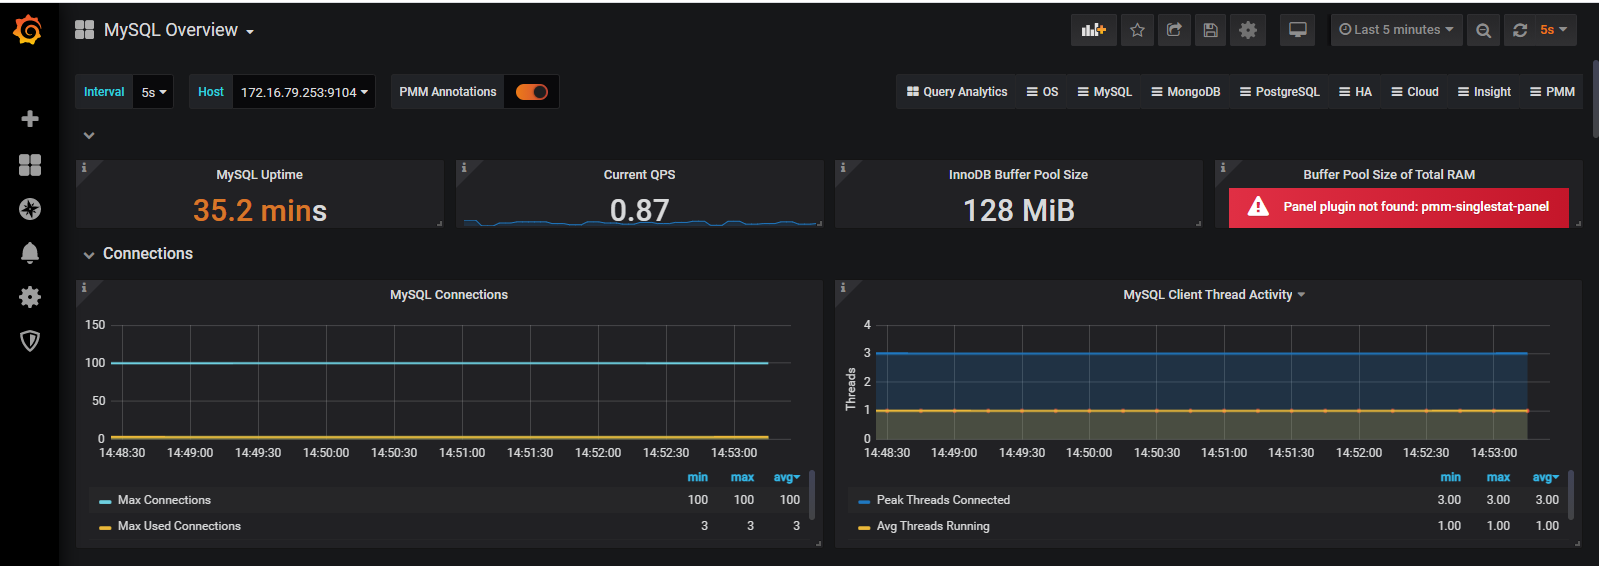 MySQL Overview
Last 5 minutes
5s
Interval 5s
Host 172.16.79.253:9104
PMM Annotations
Query Analytics
OS
MySQL
MongoDB
PostgreSQL
HA
Cloud
Insight
PMM
MySQL Uptime
35.2 mins
Current QPS
0.87
InnoDB Buffer Pool Size
128 MiB
Buffer Pool Size of Total RAM
Panel plugin not found: pmm-singlestat-panel
Connections
MySQL Connections
150
100
50
0
14:48:30 14:49:00 14:49:30 14:50:00 14:50:30 14:51:00 14:51:30 14:52:00 14:52:30 14:53:00
min max avg
Max Connections 100 100 100
Max Used Connections 3 3 3
MySQL Client Thread Activity
Threads
4
3
2
1
0
14:48:30 14:49:00 14:49:30 14:50:00 14:50:30 14:51:00 14:51:30 14:52:00 14:52:30 14:53:00
min max avg
Peak Threads Connected 3.00 3.00 3.00
Avg Threads Running 1.00 1.00 1.00